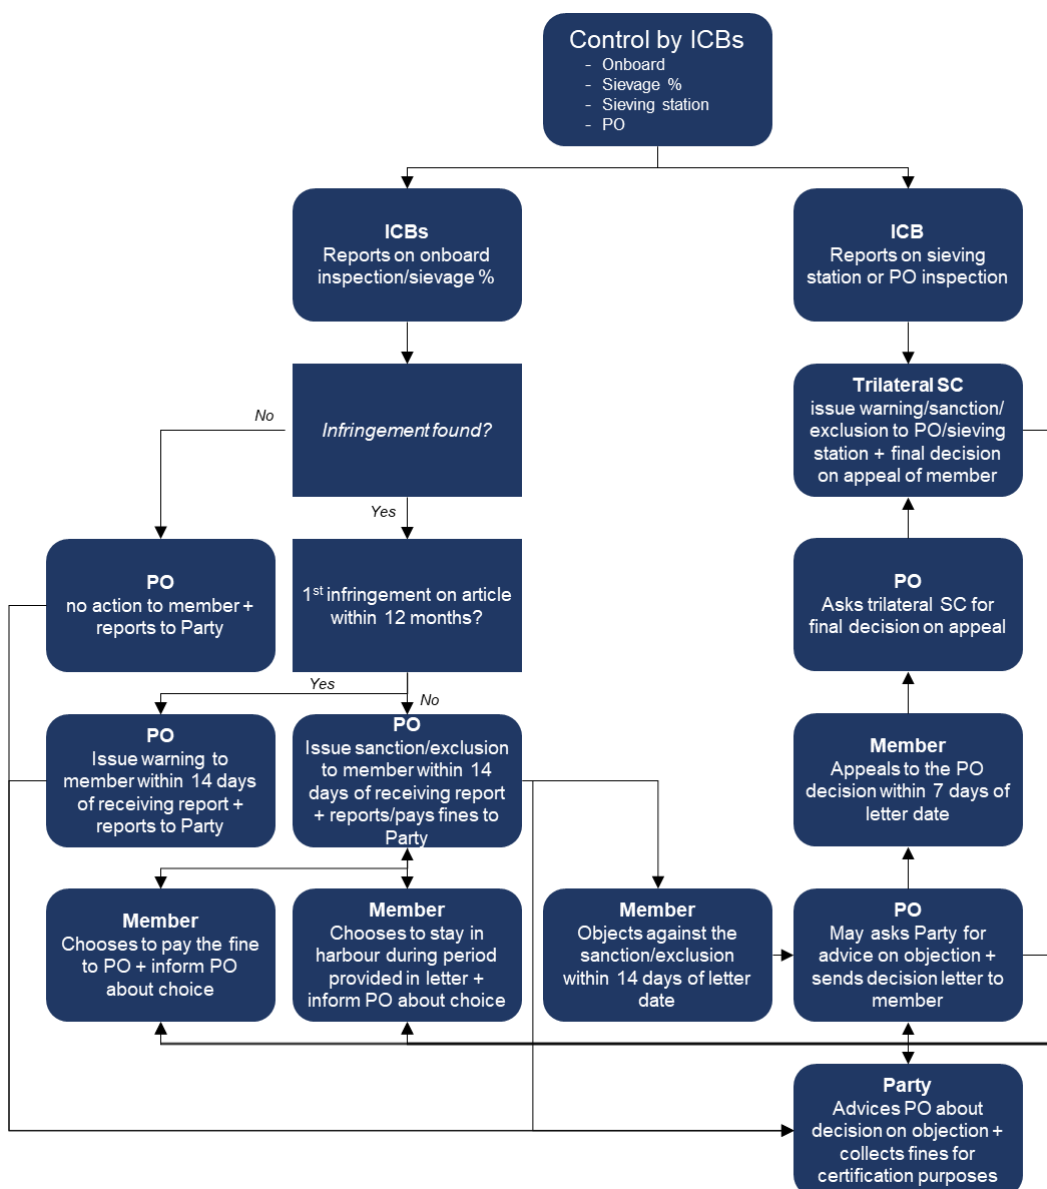 Control by ICBs
- Onboard
- Sievage %
- Sieving station
- PO
ICBs
Reports on onboard
inspection/sievage %
ICB
Reports on sieving
station or PO inspection
Infringement found?
No
Yes
Trilateral SC
issue warning/sanction/
exclusion to PO/sieving
station + final decision
on appeal of member
PO
no action to member +
reports to Party
1st infringement on article
within 12 months?
PO
Asks trilateral SC for
final decision on appeal
Yes
No
PO
Issue warning to
member within 14 days
of receiving report +
reports to Party
PO
Issue sanction/exclusion
to member within 14
days of receiving report
+ reports/pays fines to
Party
Member
Appeals to the PO
decision within 7 days of
letter date
Member
Chooses to pay the fine
to PO + inform PO
about choice
Member
Chooses to stay in
harbour during period
provided in letter +
inform PO about choice
Member
Objects against the
sanction/exclusion
within 14 days of letter
date
PO
May asks Party for
advice on objection +
sends decision letter to
member
Party
Advices PO about
decision on objection +
collects fines for
certification purposes